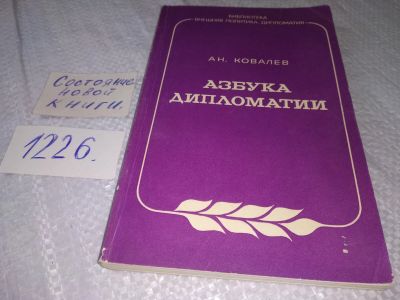 БИБЛИОТЕКА
ВНЕШНЯЯ ПОЛИТИКА. ДИПЛОМАТИЯ
АН. КОВАЛЕВ
АЗБУКА
ДИПЛОМАТИИ
Состояние
новой
книги.
1226.